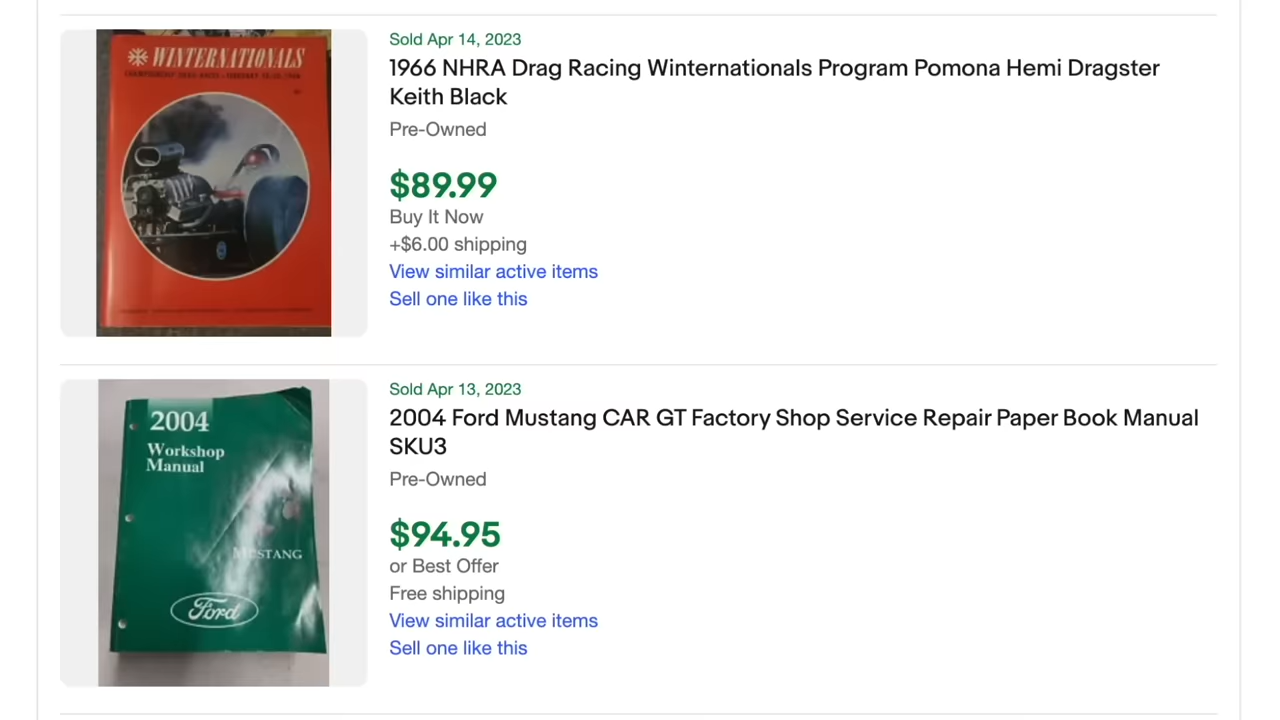 WINTERNATIONALS
Sold Apr 14, 2023
1966 NHRA Drag Racing Winternationals Program Pomona Hemi Dragster
Keith Black
Pre-Owned
$89.99
Buy It Now
+$6.00 shipping
View similar active items
Sell one like this
2004
Workshop
Manual
MUSTANG
Ford
Sold Apr 13, 2023
2004 Ford Mustang CAR GT Factory Shop Service Repair Paper Book Manual
SKU3
Pre-Owned
$94.95
or Best Offer
Free shipping
View similar active items
Sell one like this